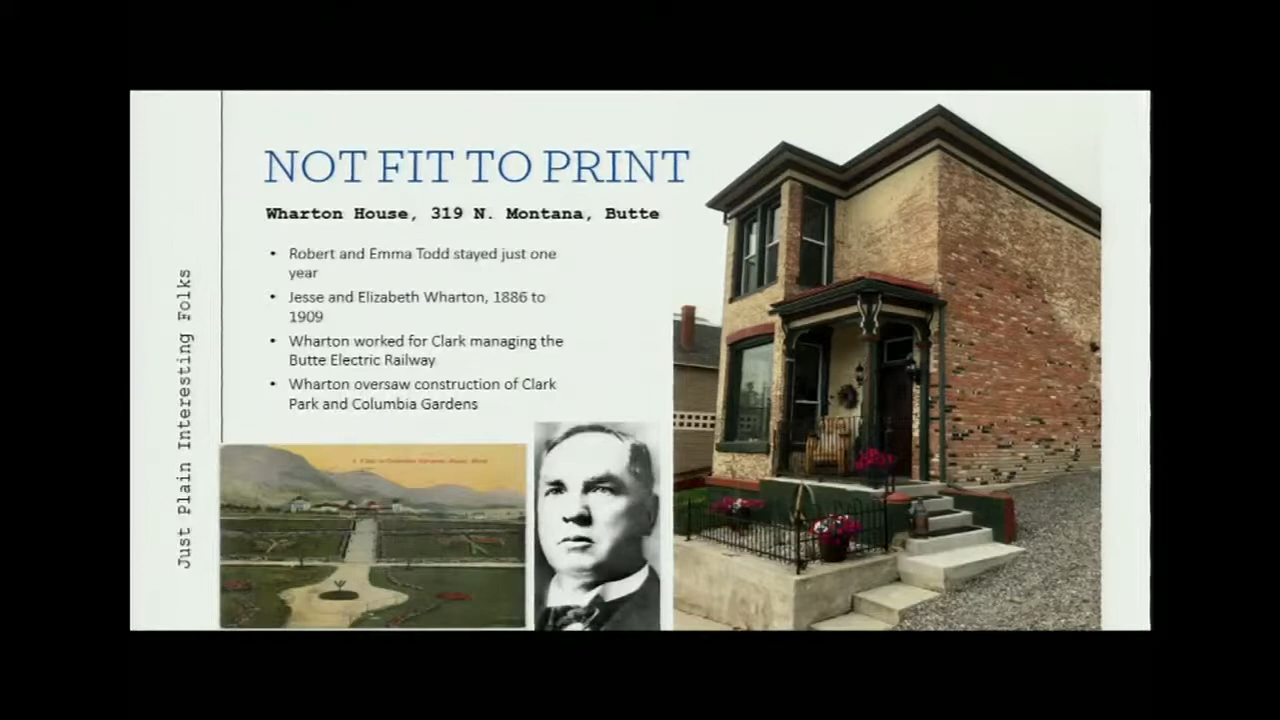 NOT FIT TO PRINT
Wharton House, 319 N. Montana, Butte
• Robert and Emma Todd stayed just one
year
• Jesse and Elizabeth Wharton, 1886 to
1909
• Wharton worked for Clark managing the
Butte Electric Railway
• Wharton oversaw construction of Clark
Park and Columbia Gardens
Just Plain Interesting Folks